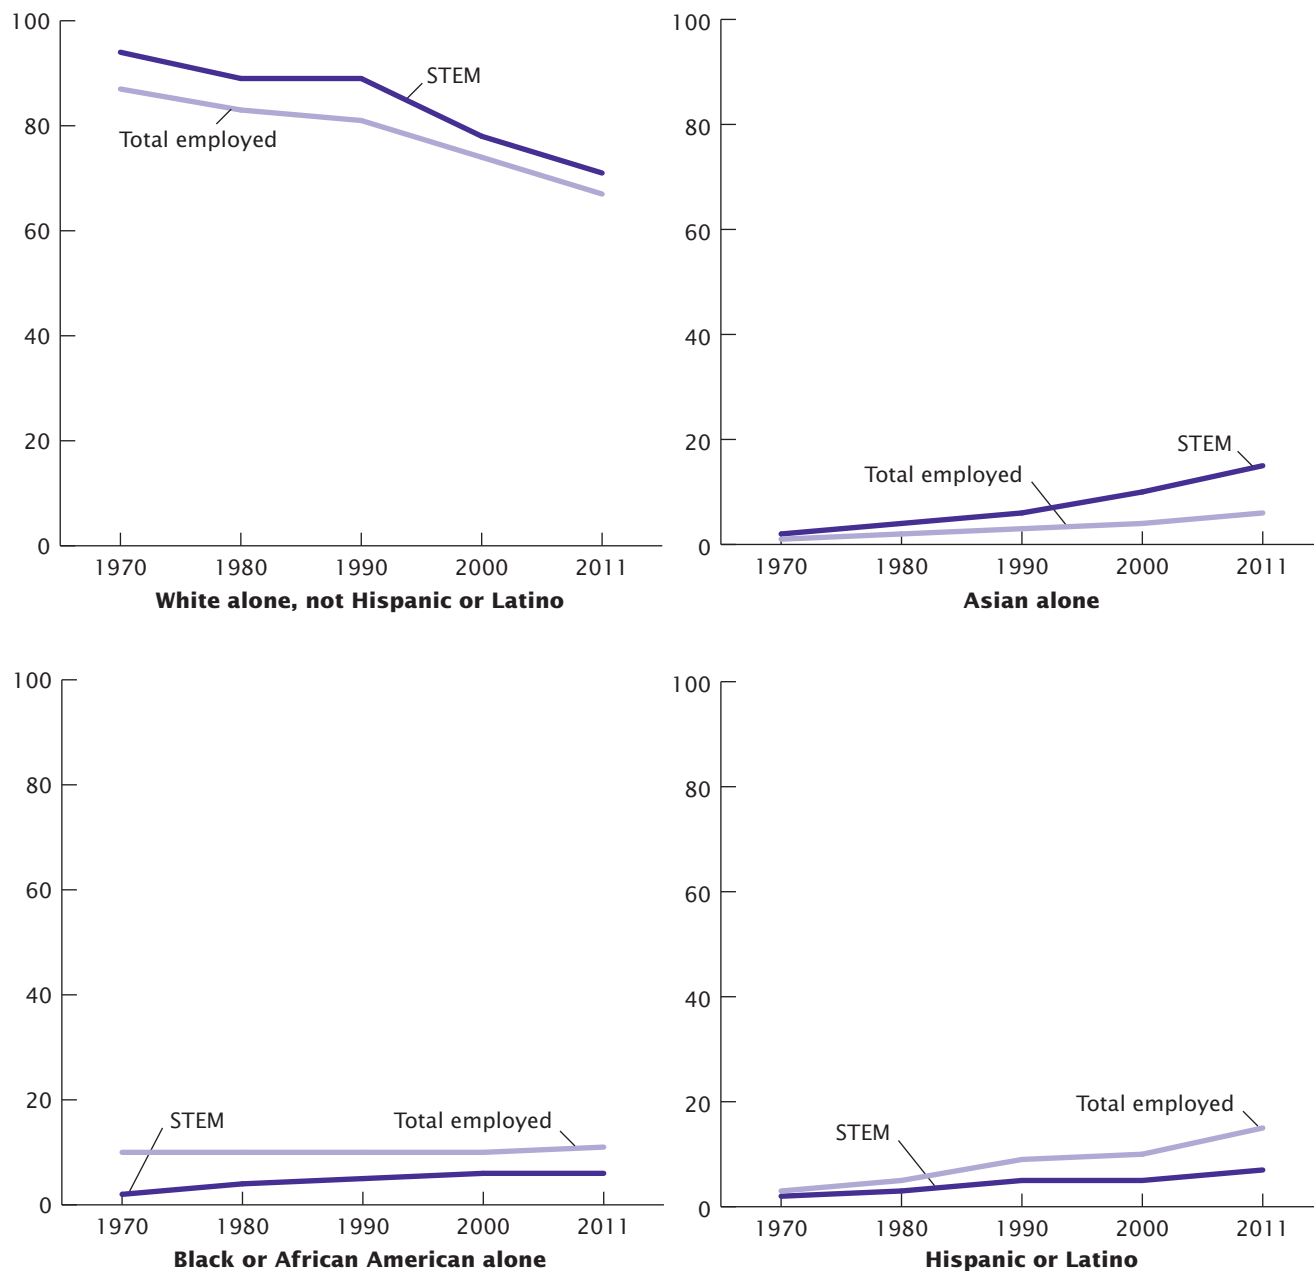 100
80
60
40
20
0
STEM
Total employed
1970 1980 1990 2000 2011
White alone, not Hispanic or Latino
100
80
60
40
20
0
STEM
Total employed
1970 1980 1990 2000 2011
Asian alone
100
80
60
40
20
0
STEM
Total employed
1970 1980 1990 2000 2011
Black or African American alone
100
80
60
40
20
0
Total employed
STEM
1970 1980 1990 2000 2011
Hispanic or Latino